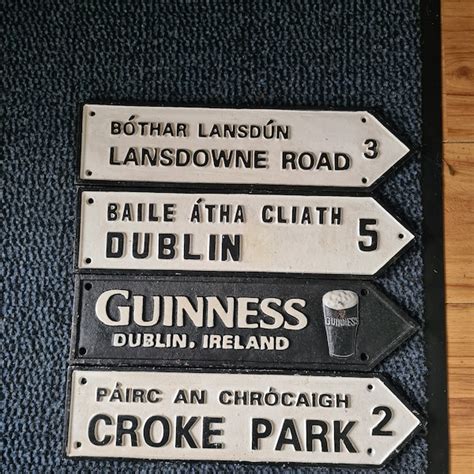 BÓTHAR LANSDÚN
LANSDOWNE ROAD 3
BAILE ÁTHA CLIATH
DUBLIN 5
GUINNESS
DUBLIN, IRELAND
GUINNESS
PÁIRC AN CHRÓCAIGH
CROKE PARK 2